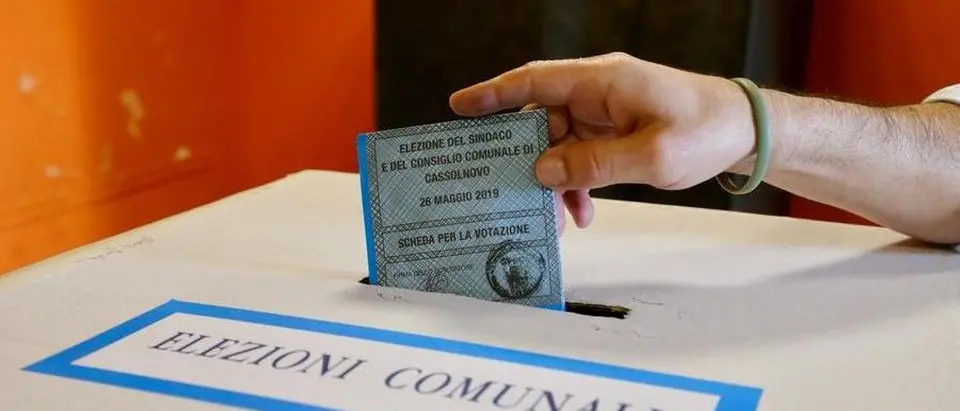 ELEZIONE DEL SINDACO
E DEL CONSIGLIO COMUNALE DI
CASSOLNOVO
26 MAGGIO 2019
SCHEDA PER LA VOTAZIONE
ELEZIONI COMUNALI